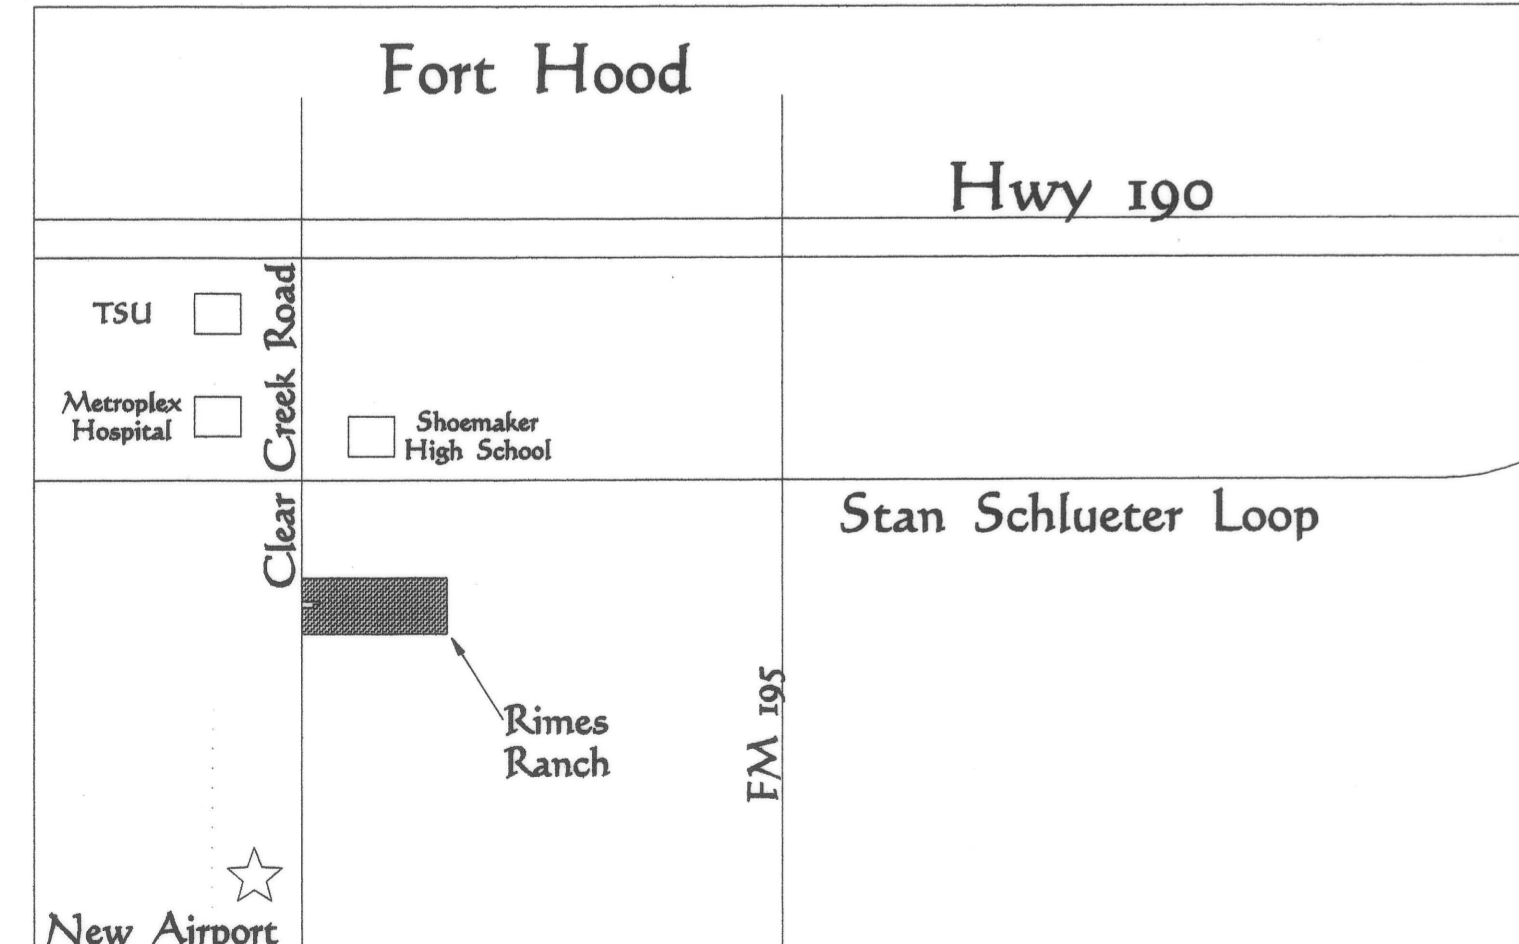 Fort Hood
Hwy 190
TSU
Metroplex
Hospital
Clear Creek Road
Shoemaker
High School
Stan Schlueter Loop
Rimes
Ranch
FM 195
New Airport